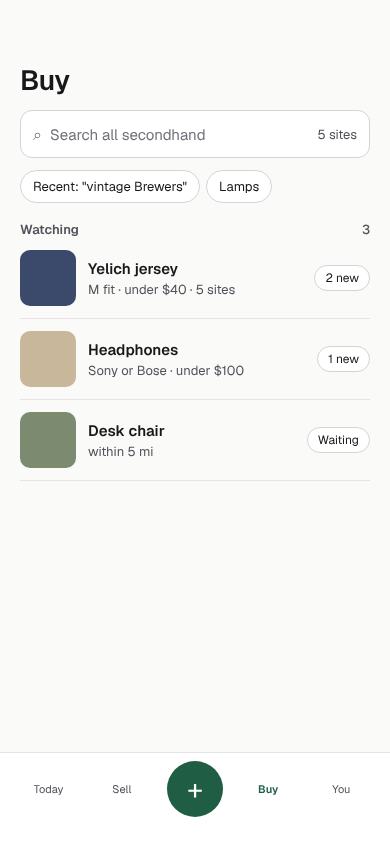 Buy
Search all secondhand 5 sites
Recent: "vintage Brewers" Lamps
Watching 3
Yelich jersey
M fit · under $40 · 5 sites
2 new
Headphones
Sony or Bose · under $100
1 new
Desk chair
within 5 mi
Waiting
Today Sell + Buy You